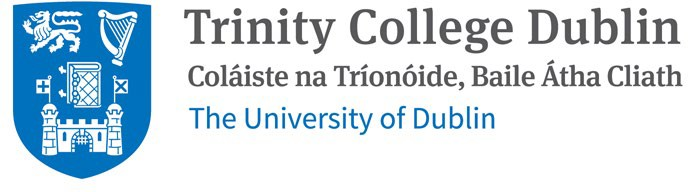 Trinity College Dublin
Coláiste na Tríonóide, Baile Átha Cliath
The University of Dublin